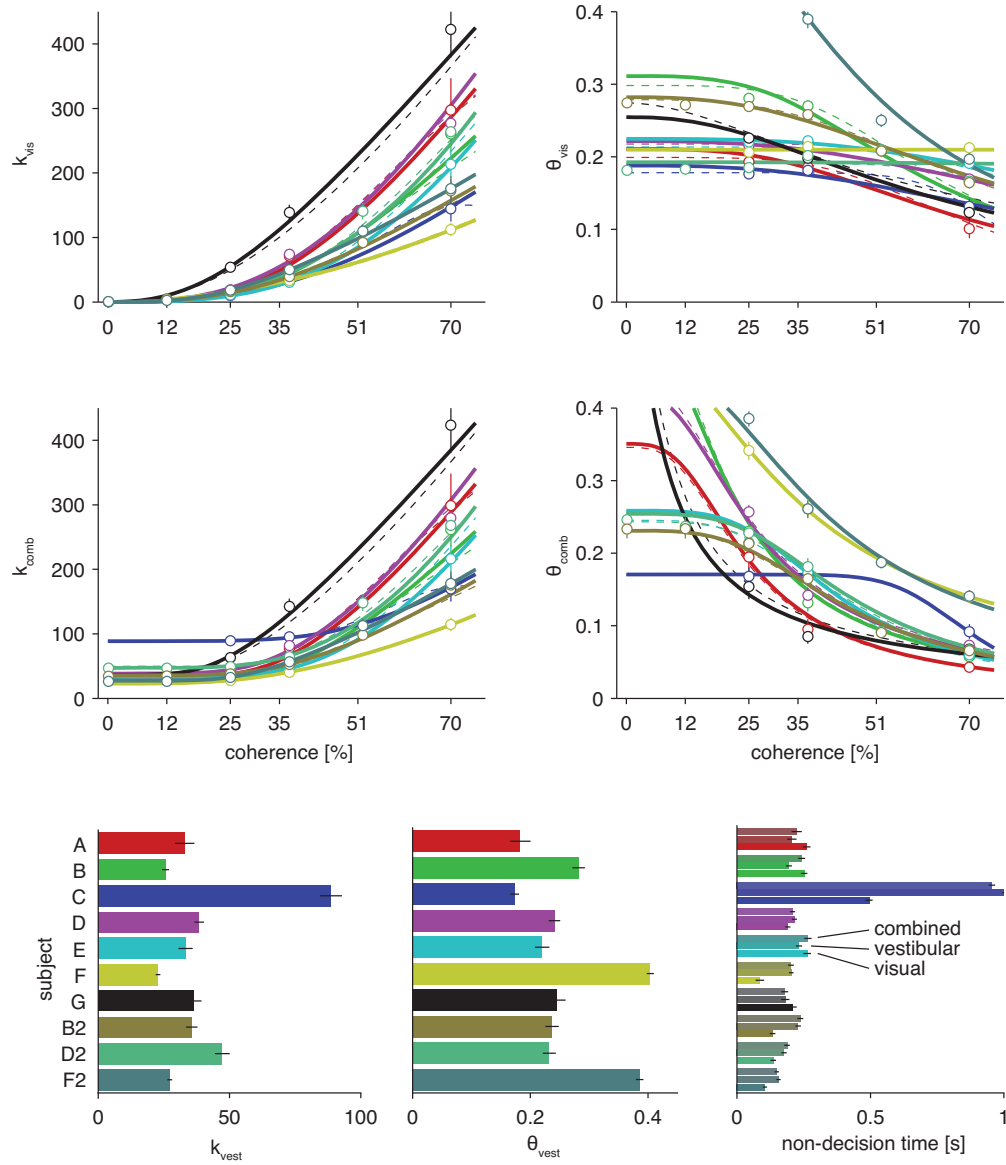 400
300
200
100
0
k_vis
0 12 25 35 51 70
0.4
0.3
0.2
0.1
0
θ_vis
0 12 25 35 51 70
400
300
200
100
0
k_comb
0 12 25 35 51 70
coherence [%]
0.4
0.3
0.2
0.1
0
θ_comb
0 12 25 35 51 70
coherence [%]
subject
A
B
C
D
E
F
G
B2
D2
F2
0 50 100
k_vest
0 0.2 0.4
θ_vest
combined
vestibular
visual
0 0.5 1
non-decision time [s]